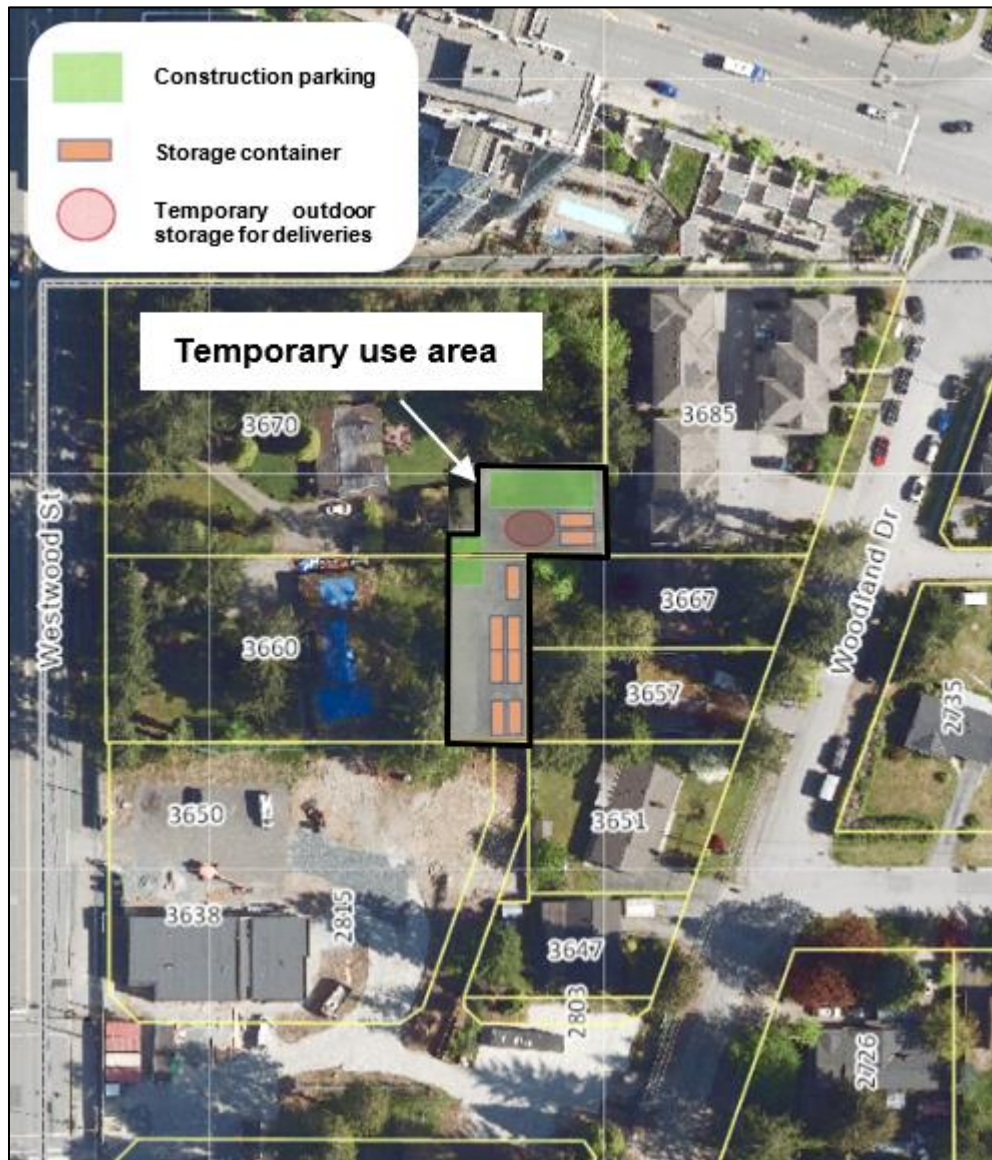 Construction parking
Storage container
Temporary outdoor
storage for deliveries
Temporary use area
3670
3685
Westwood St
Woodland Dr
3667
3660
3657
2735
3650
3651
3638
2815
3647
2803
2726